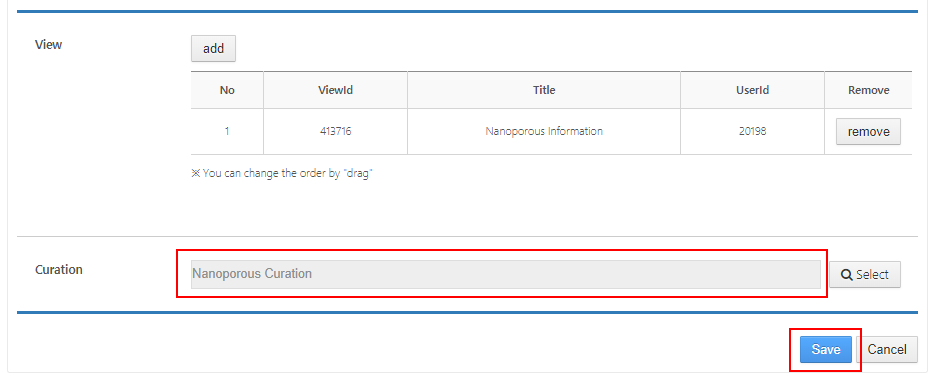 View
add
No ViewId Title UserId Remove
1 413716 Nanoporous Information 20198 remove
※ You can change the order by "drag"
Curation Nanoporous Curation Select
Save Cancel